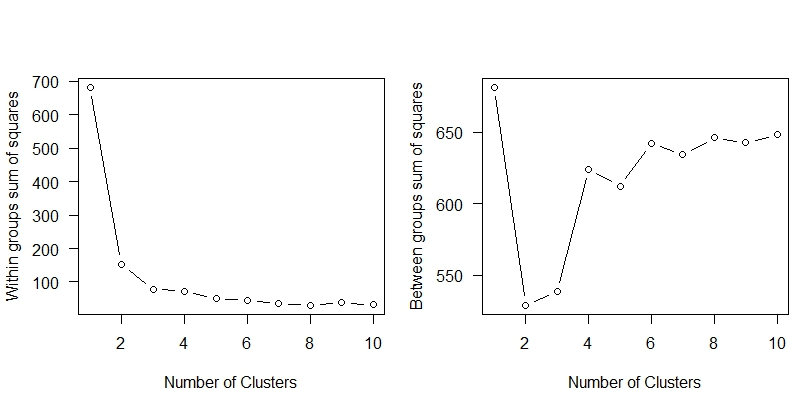 Within groups sum of squares
700
600
500
400
300
200
100
2 4 6 8 10
Number of Clusters
Between groups sum of squares
650
600
550
2 4 6 8 10
Number of Clusters